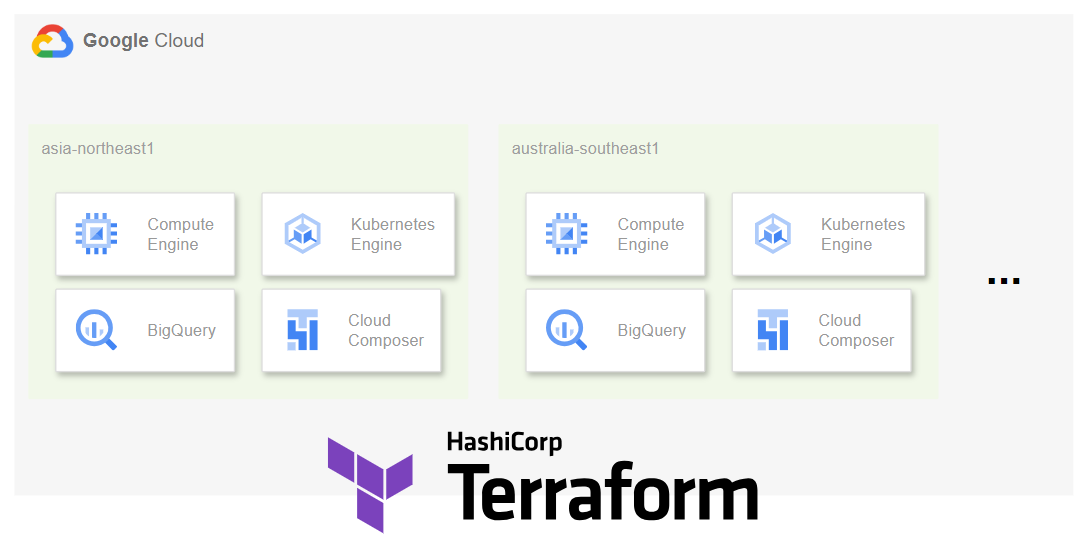 Google Cloud
asia-northeast1
Compute
Engine
Kubernetes
Engine
BigQuery
Cloud
Composer
australia-southeast1
Compute
Engine
Kubernetes
Engine
BigQuery
Cloud
Composer
...
HashiCorp
Terraform